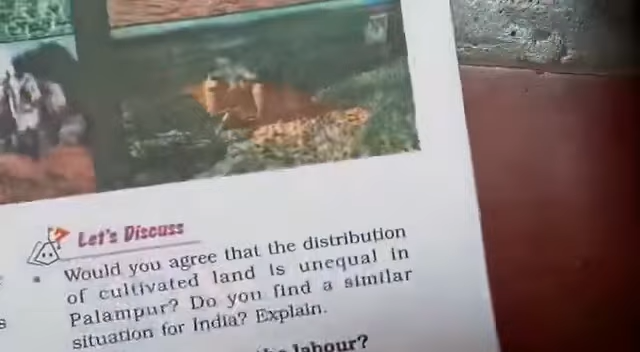 Let's Discuss
• Would you agree that the distribution
of cultivated land is unequal in
Palampur? Do you find a similar
situation for India? Explain.
labour?